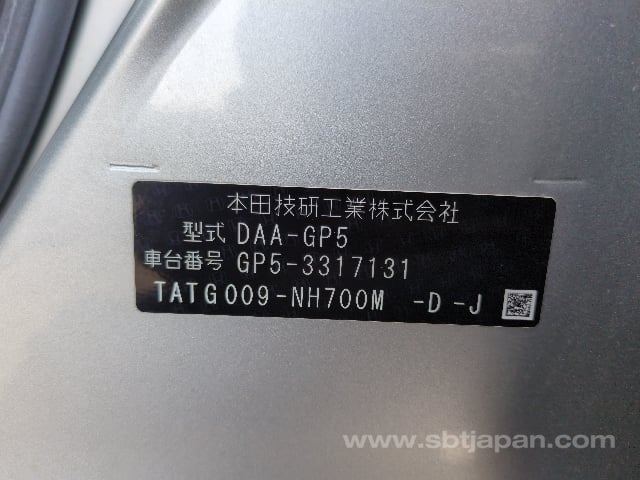 本田技研工業株式会社
型式 DAA-GP5
車台番号 GP5-3317131
TATG009-NH700M -D-J
www.sbtjapan.com